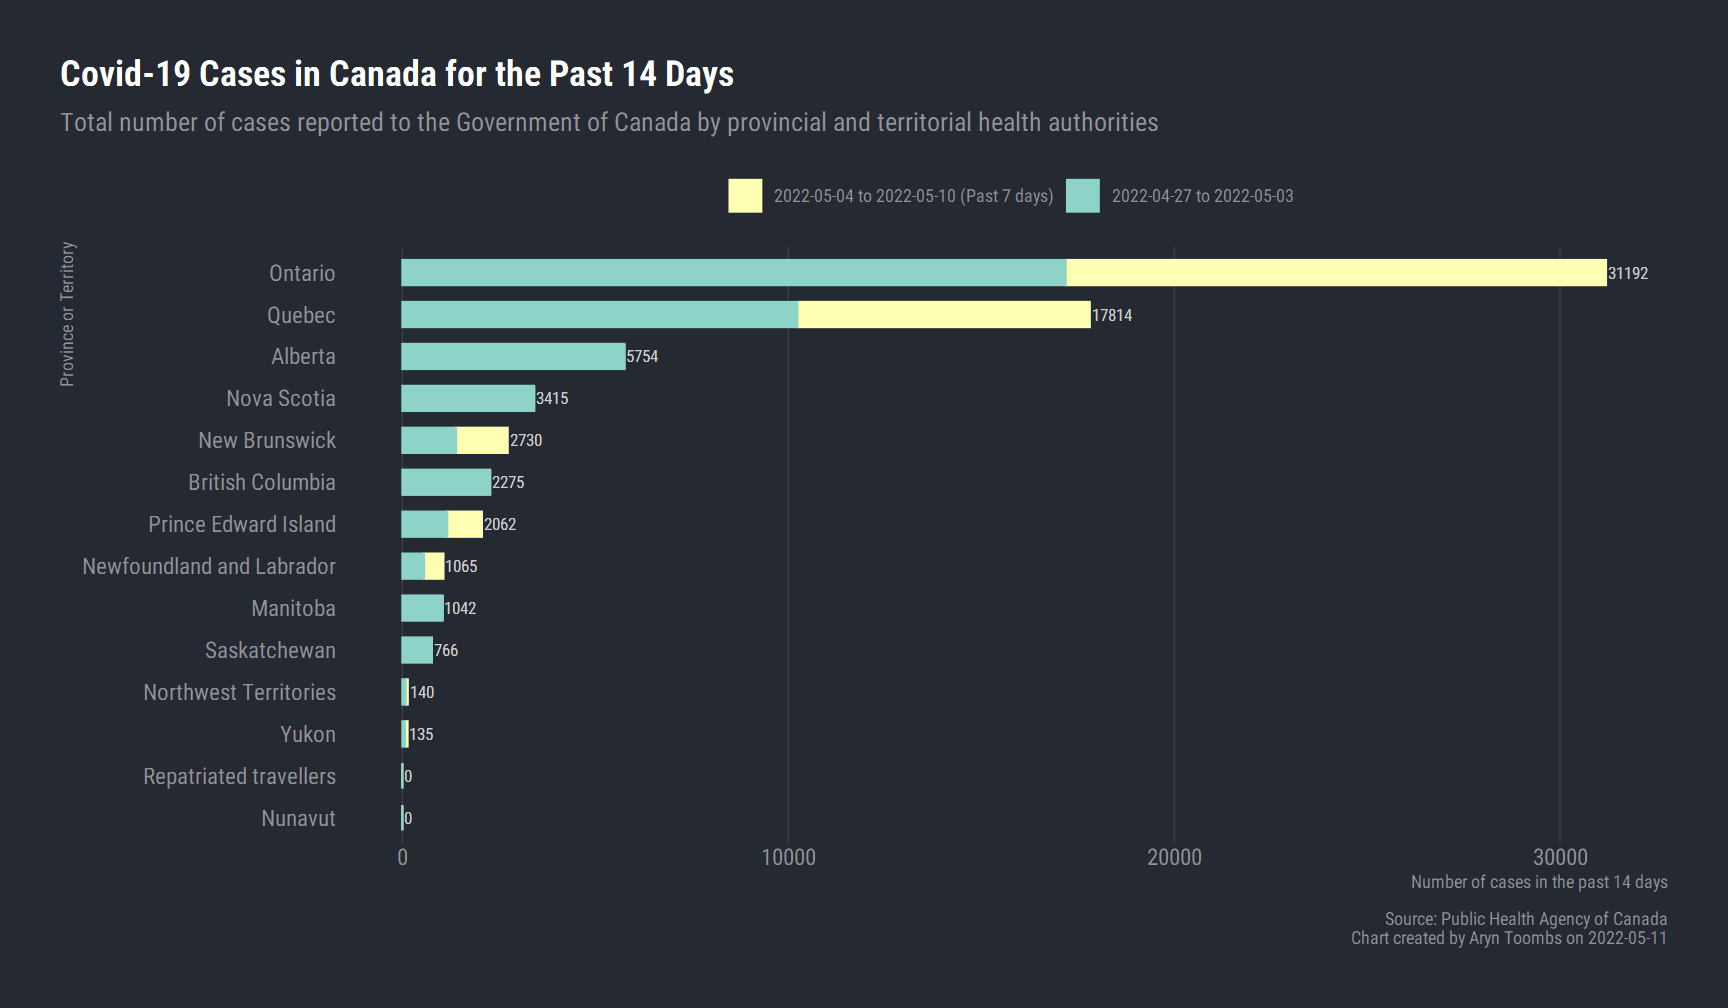 Covid-19 Cases in Canada for the Past 14 Days
Total number of cases reported to the Government of Canada by provincial and territorial health authorities
2022-05-04 to 2022-05-10 (Past 7 days) 2022-04-27 to 2022-05-03
Province or Territory
Ontario 31192
Quebec 17814
Alberta 5754
Nova Scotia 3415
New Brunswick 2730
British Columbia 2275
Prince Edward Island 2062
Newfoundland and Labrador 1065
Manitoba 1042
Saskatchewan 766
Northwest Territories 140
Yukon 135
Repatriated travellers 0
Nunavut 0
0 10000 20000 30000
Number of cases in the past 14 days
Source: Public Health Agency of Canada
Chart created by Aryn Toombs on 2022-05-11